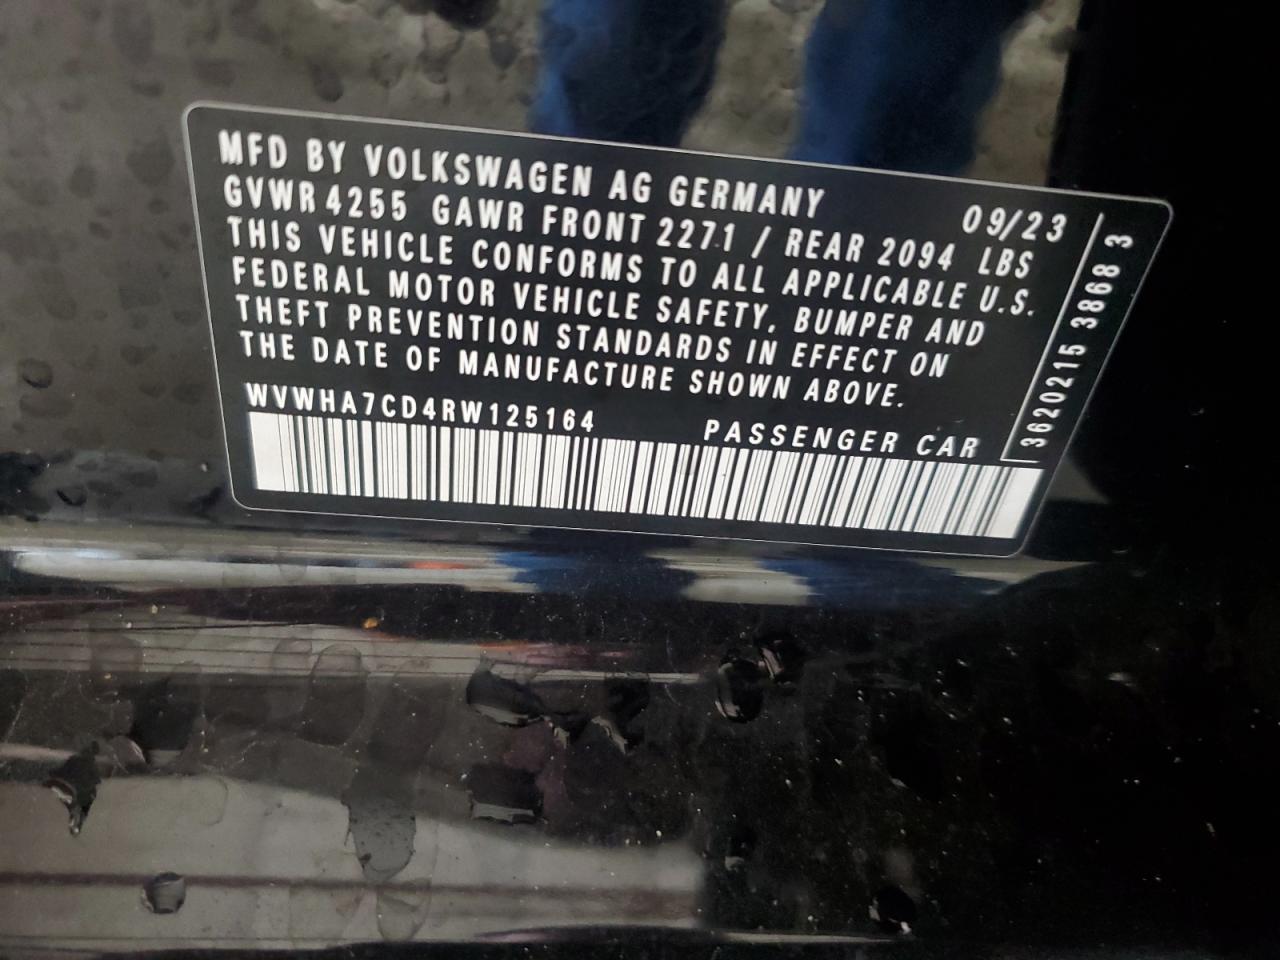 MFD BY VOLKSWAGEN AG GERMANY 09/23
GVWR 4255 GAWR FRONT 2271 / REAR 2094 LBS
THIS VEHICLE CONFORMS TO ALL APPLICABLE U.S.
FEDERAL MOTOR VEHICLE SAFETY, BUMPER AND
THEFT PREVENTION STANDARDS IN EFFECT ON
THE DATE OF MANUFACTURE SHOWN ABOVE.
WVWHA7CD4RW125164 PASSENGER CAR
3620215 3868 3